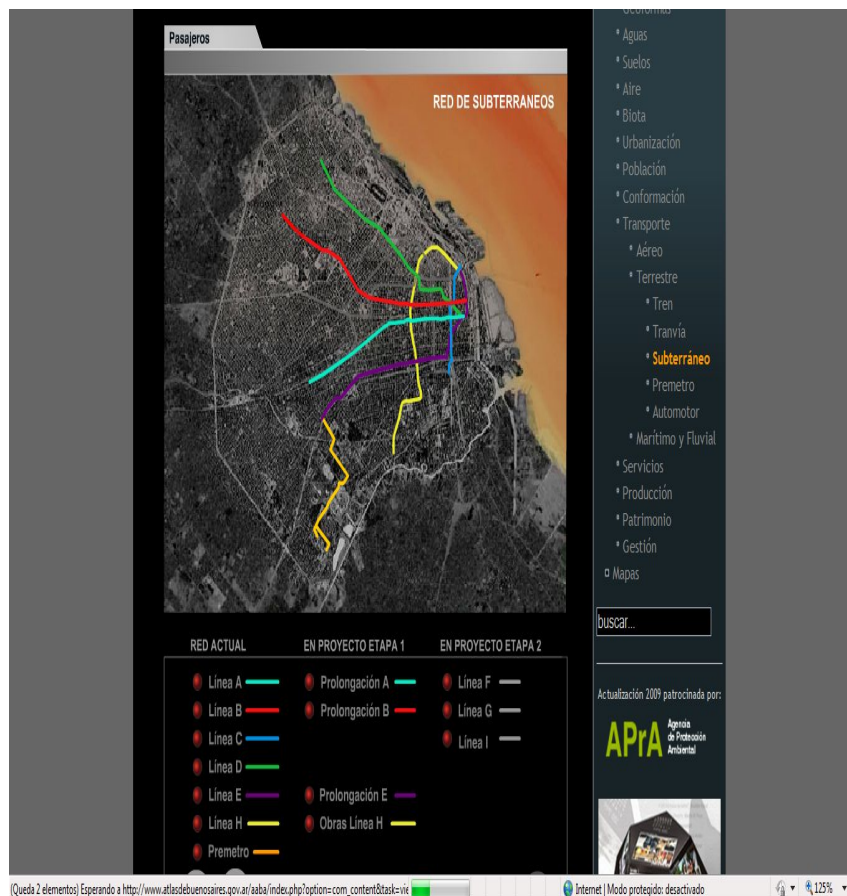 Pasajeros
RED DE SUBTERRANEOS
RED ACTUAL
Línea A
Línea B
Línea C
Línea D
Línea E
Línea H
Premetro
EN PROYECTO ETAPA 1
Prolongación A
Prolongación B
Prolongación E
Obras Línea H
EN PROYECTO ETAPA 2
Línea F
Línea G
Línea I
Geoformas
Aguas
Suelos
Aire
Biota
Urbanización
Población
Conformación
Transporte
Aéreo
Terrestre
Tren
Tranvía
Subterráneo
Premetro
Automotor
Marítimo y Fluvial
Servicios
Producción
Patrimonio
Gestión
Mapas
buscar...
Actualización 2009 patrocinada por:
APrA
Agencia
de Protección
Ambiental
(Queda 2 elementos) Esperando a http://www.atlasdebuenosaires.gov.ar/aaba/index.php?option=com_content&task=vie
Internet | Modo protegido: desactivado
125%